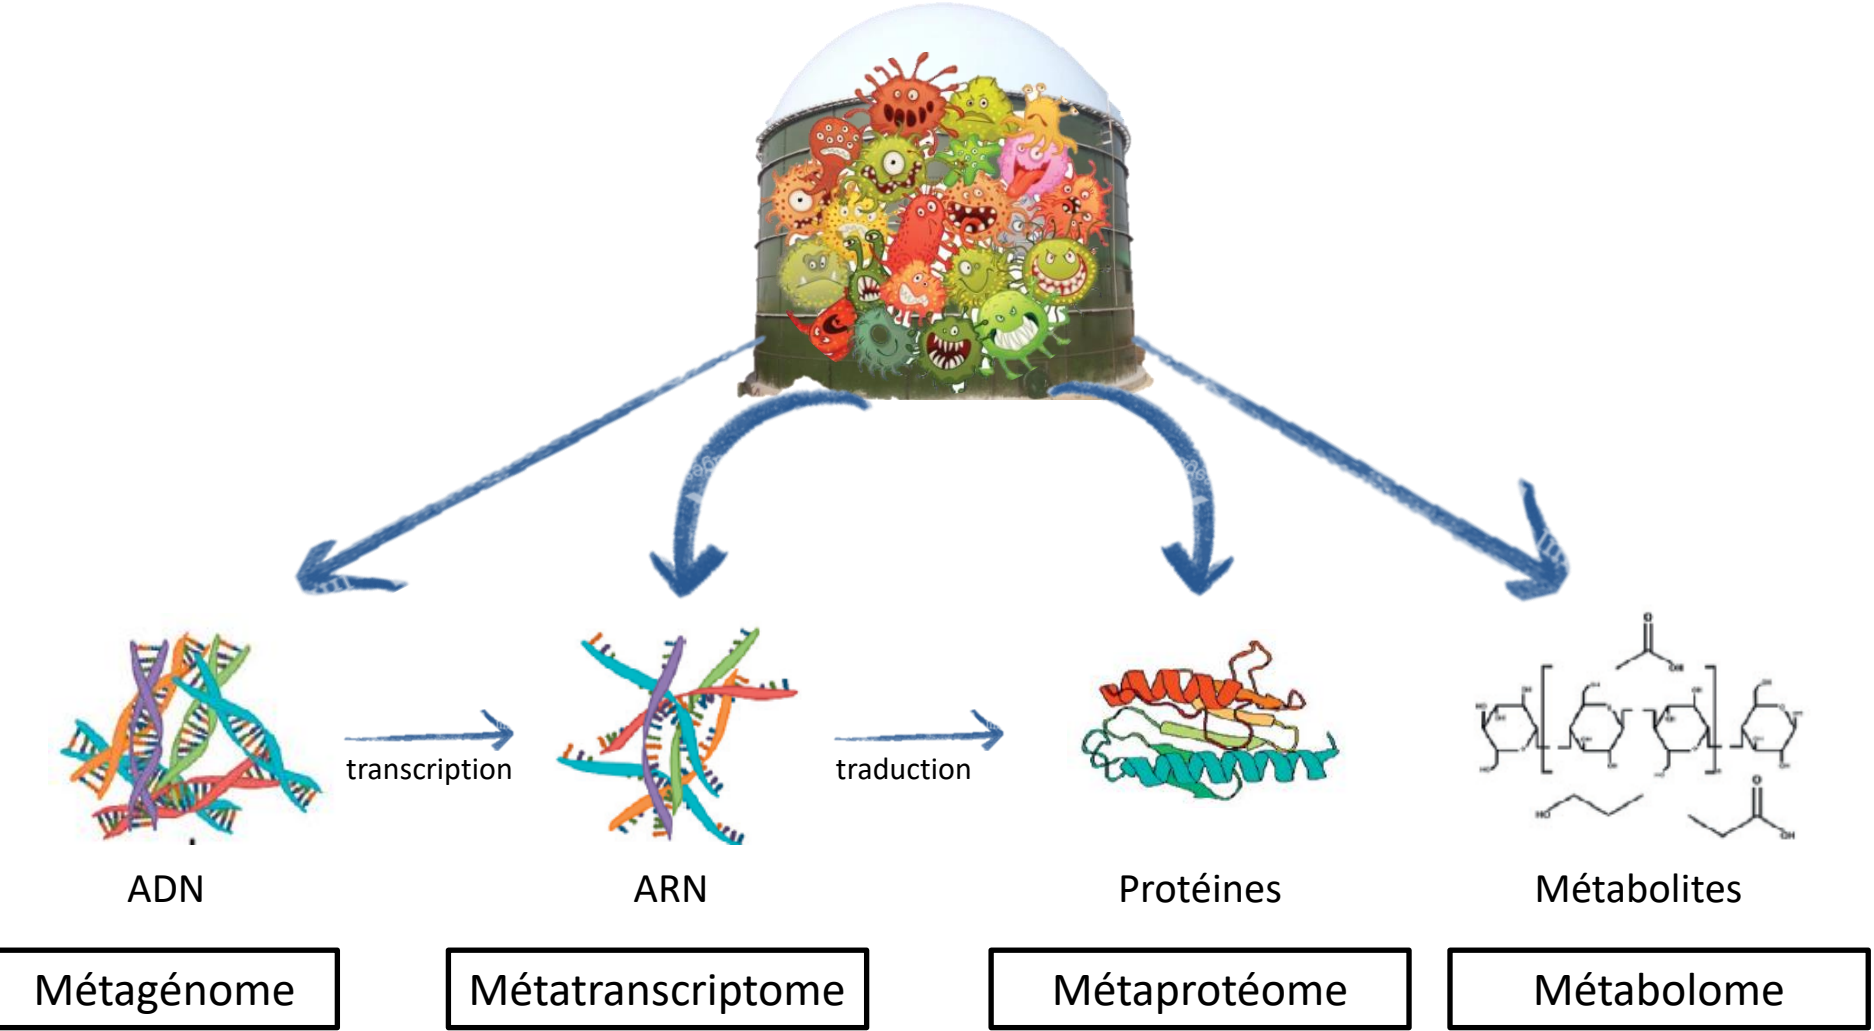 transcription
traduction
ADN
ARN
Protéines
Métabolites
Métagénome
Métatranscriptome
Métaprotéome
Métabolome